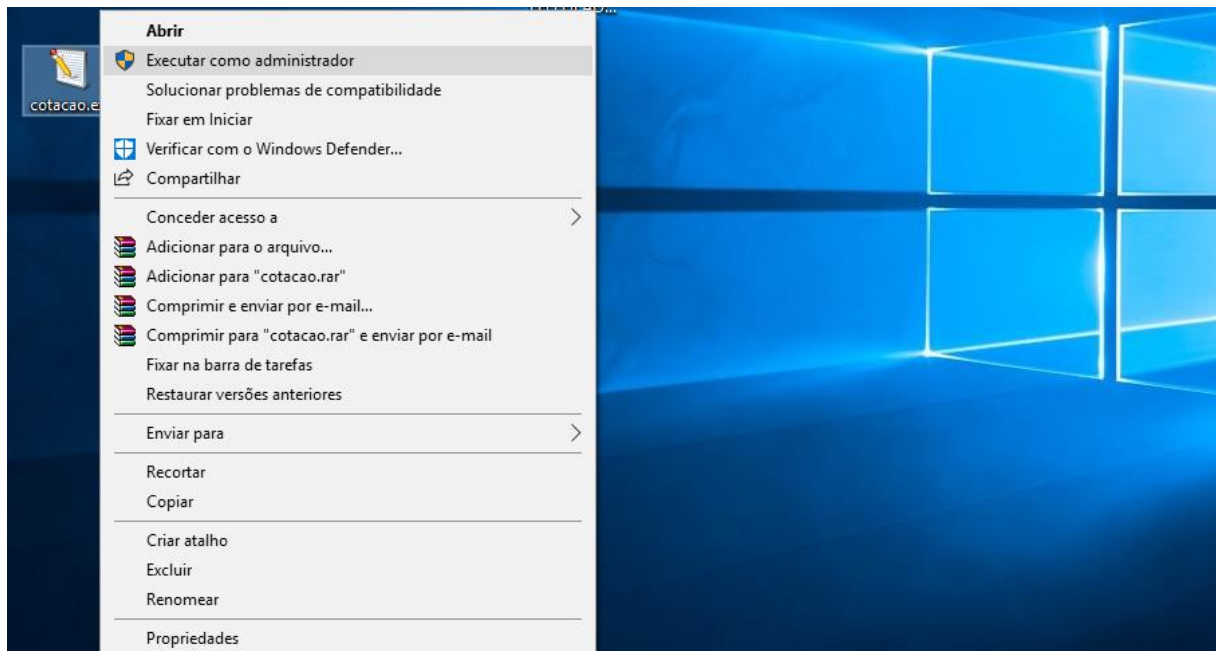 Abrir
Executar como administrador
Solucionar problemas de compatibilidade
Fixar em Iniciar
Verificar com o Windows Defender...
Compartilhar
Conceder acesso a
Adicionar para o arquivo...
Adicionar para "cotacao.rar"
Comprimir e enviar por e-mail...
Comprimir para "cotacao.rar" e enviar por e-mail
Fixar na barra de tarefas
Restaurar versões anteriores
Enviar para
Recortar
Copiar
Criar atalho
Excluir
Renomear
Propriedades